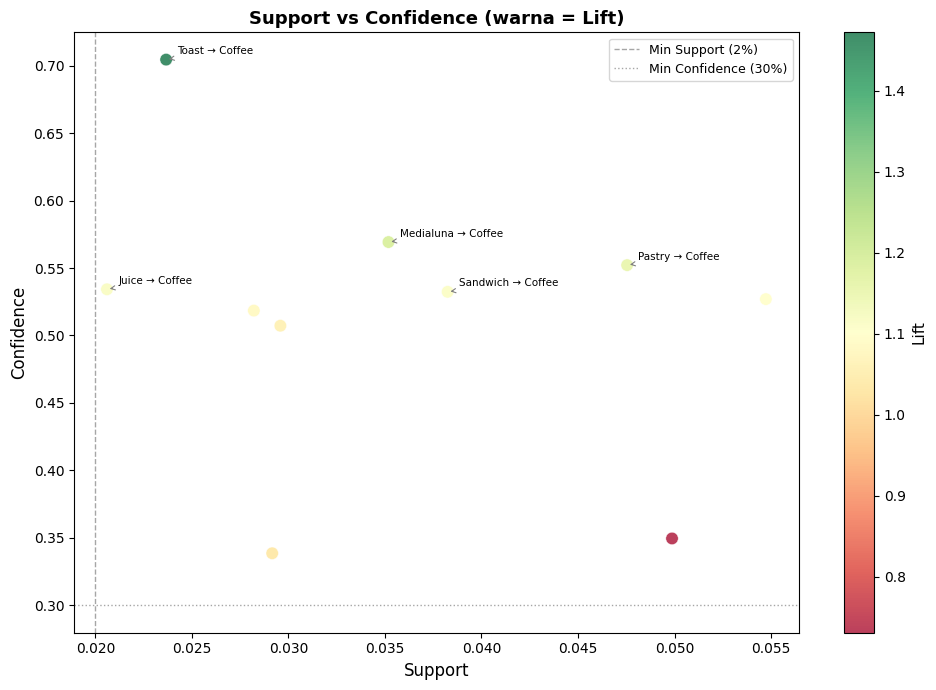 Support vs Confidence (warna = Lift)
Toast → Coffee
Min Support (2%)
Min Confidence (30%)
Medialuna → Coffee
Pastry → Coffee
Juice → Coffee
Sandwich → Coffee
Confidence
0.70
0.65
0.60
0.55
0.50
0.45
0.40
0.35
0.30
0.020 0.025 0.030 0.035 0.040 0.045 0.050 0.055
Support
1.4
1.3
1.2
1.1
1.0
0.9
0.8
Lift